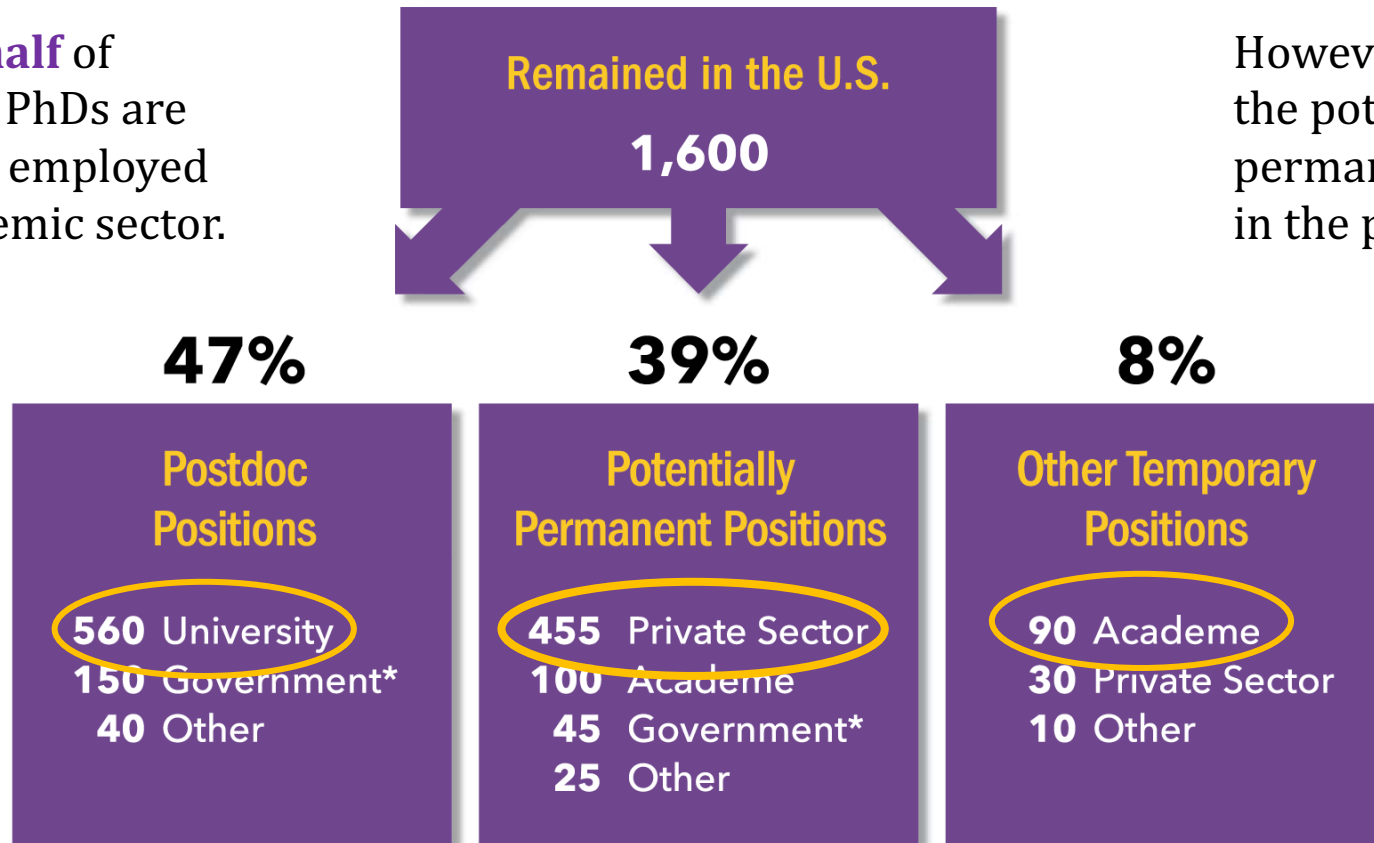 half of
PhDs are
employed
emic sector.
Remained in the U.S.
1,600
Howev
the pot
perman
in the p
47%
Postdoc
Positions
560 University
150 Government*
40 Other
39%
Potentially
Permanent Positions
455 Private Sector
100 Academe
45 Government*
25 Other
8%
Other Temporary
Positions
90 Academe
30 Private Sector
10 Other